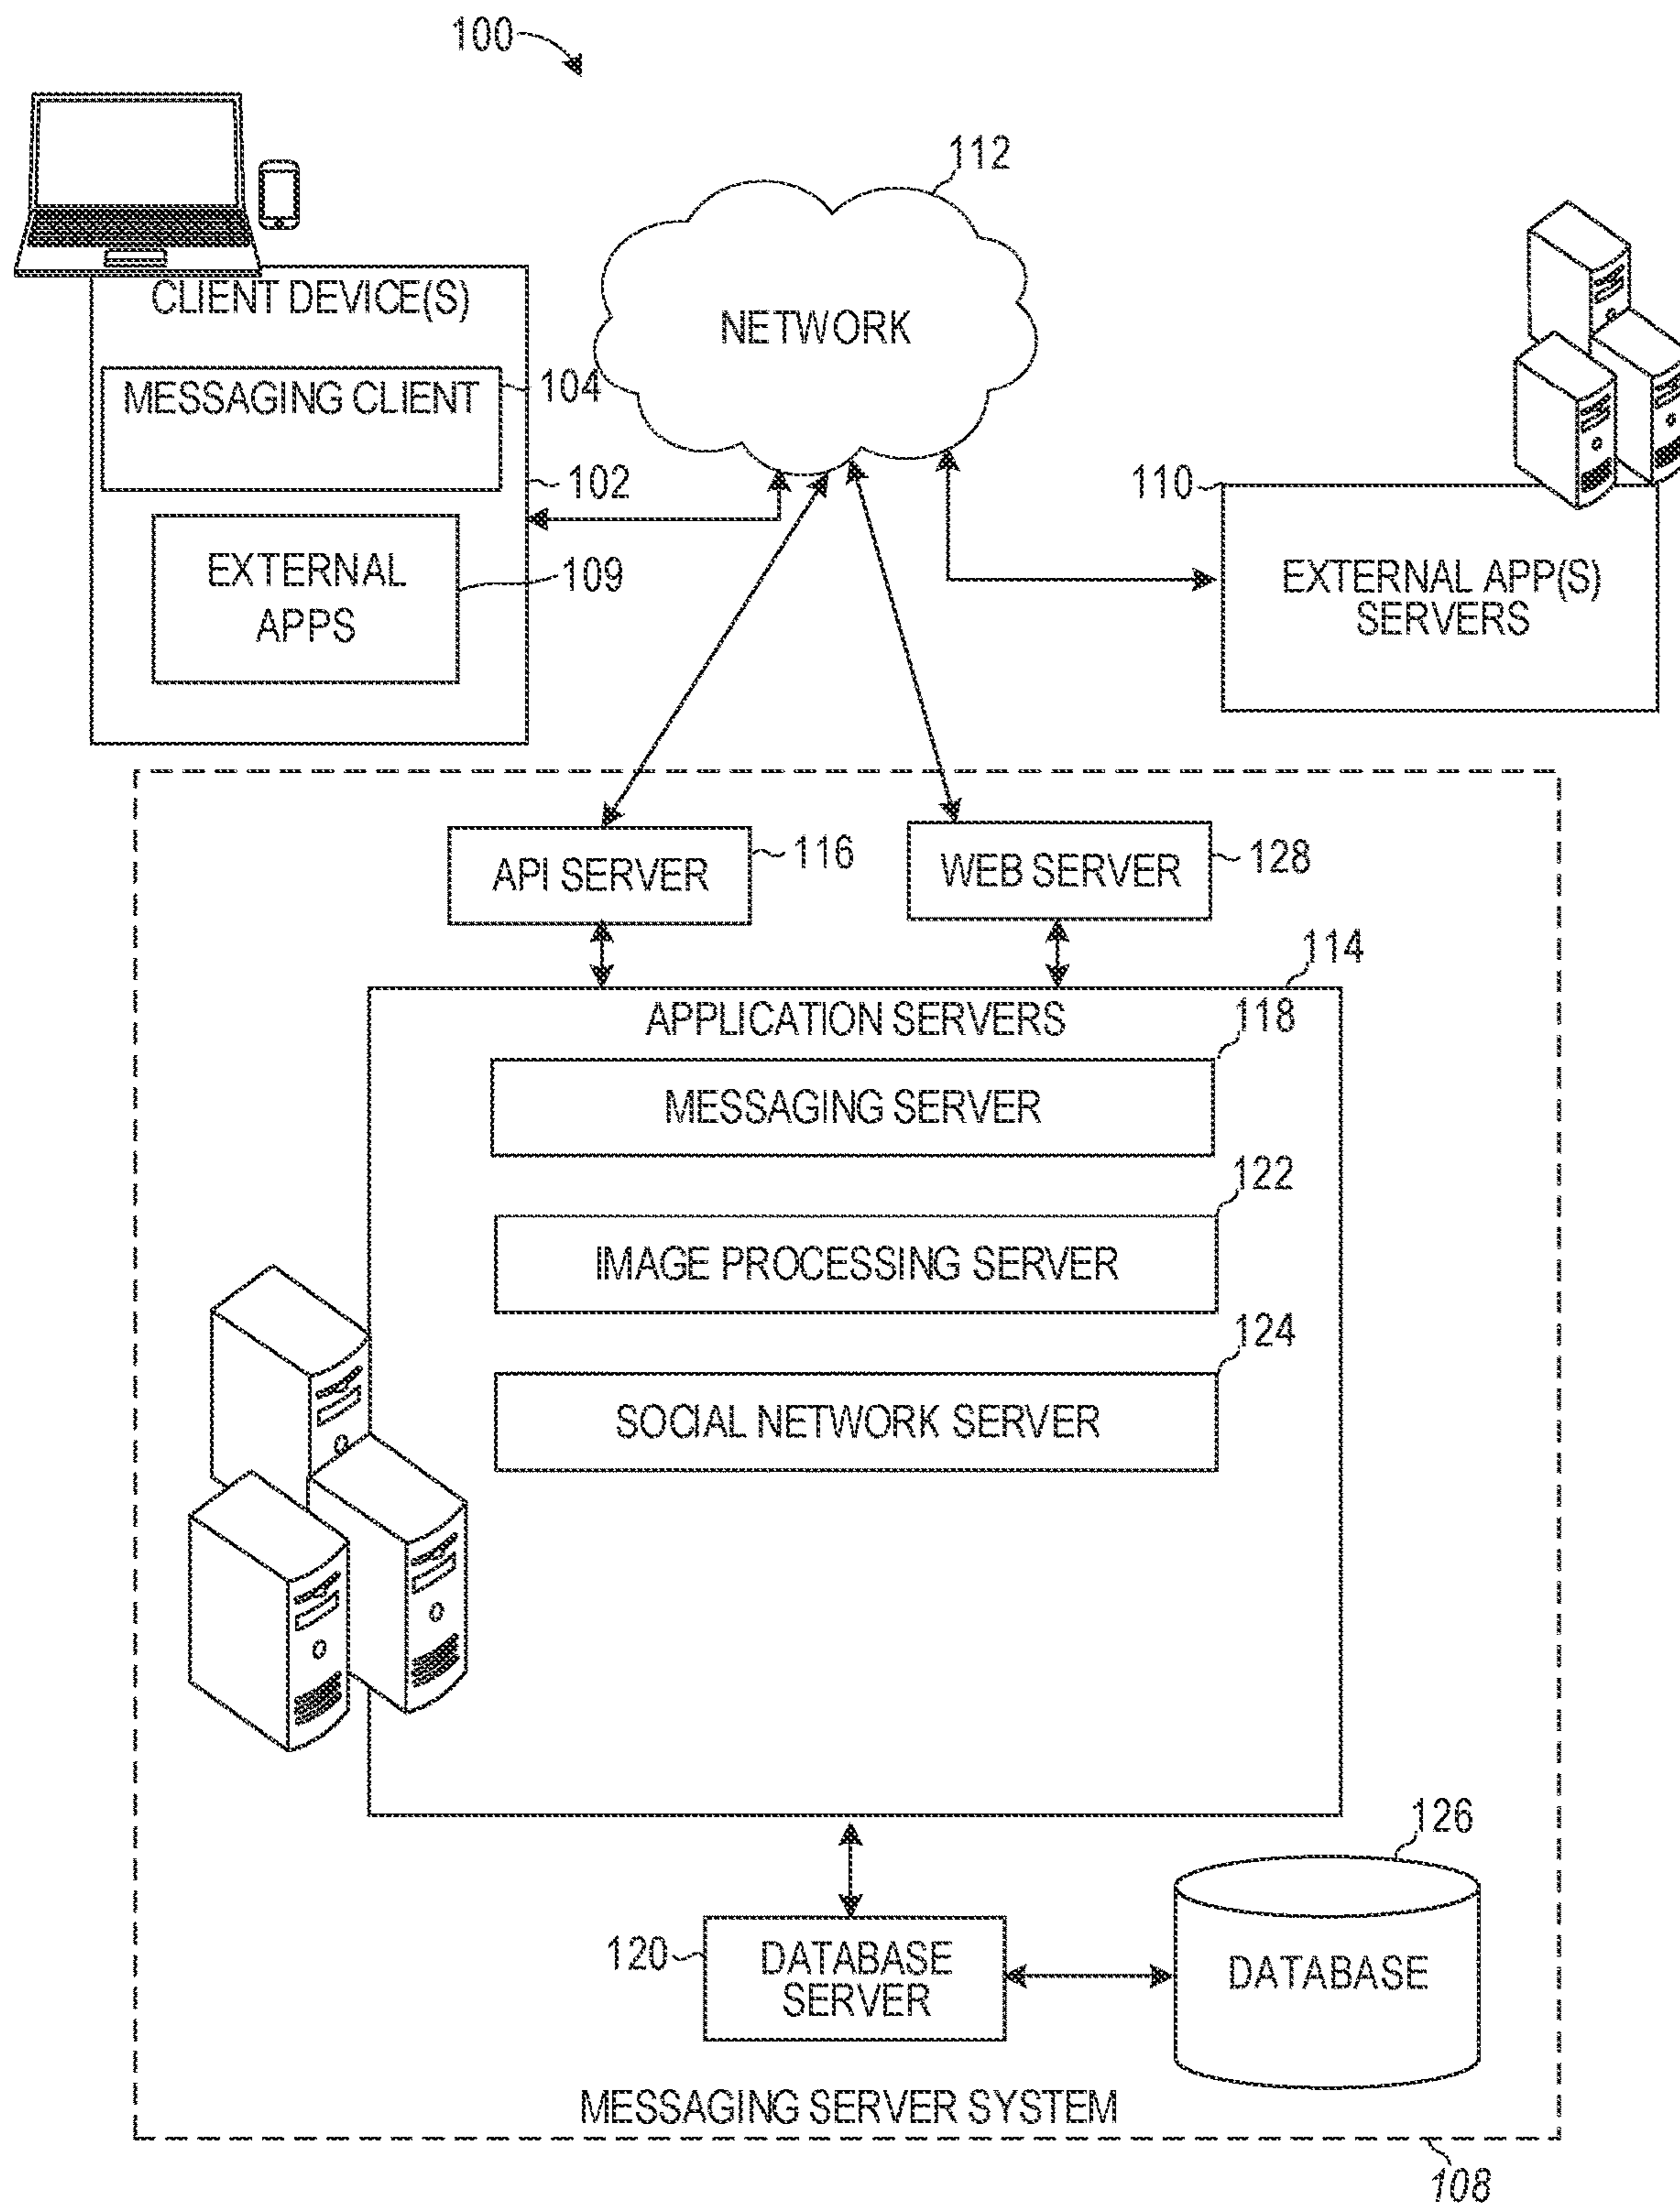 100
112
CLIENT DEVICE(S)
NETWORK
MESSAGING CLIENT
104
102
110
EXTERNAL
APPS
109
EXTERNAL APP(S)
SERVERS
API SERVER
116
WEB SERVER
128
114
APPLICATION SERVERS
118
MESSAGING SERVER
122
IMAGE PROCESSING SERVER
124
SOCIAL NETWORK SERVER
126
120
DATABASE
SERVER
DATABASE
MESSAGING SERVER SYSTEM
108